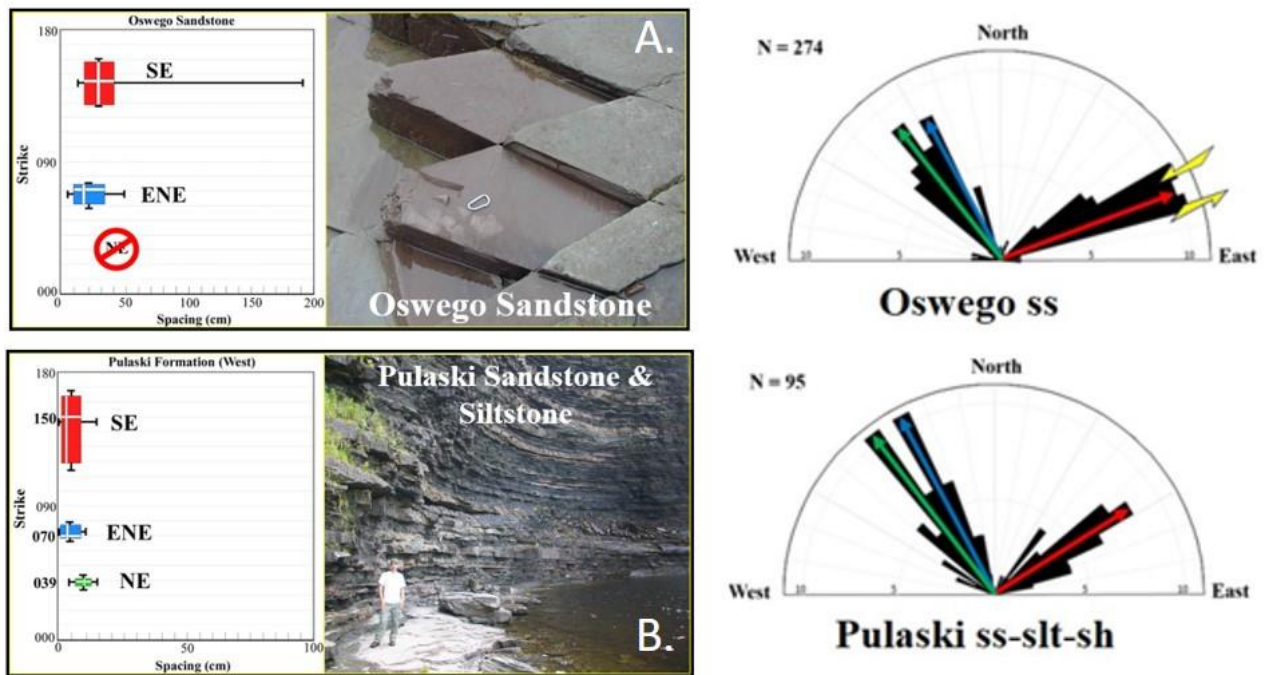 Oswego Sandstone
180
090
000
Strike
SE
ENE
NE
0
50
100
150
200
Spacing (cm)
A.
Oswego Sandstone
N = 274
North
West
5
5
10
East
Oswego ss
Pulaski Formation (West)
180
150
090
070
039
000
Strike
SE
ENE
NE
0
50
100
Spacing (cm)
Pulaski Sandstone &
Siltstone
B.
N = 95
North
West
10
5
5
10
East
Pulaski ss-slt-sh